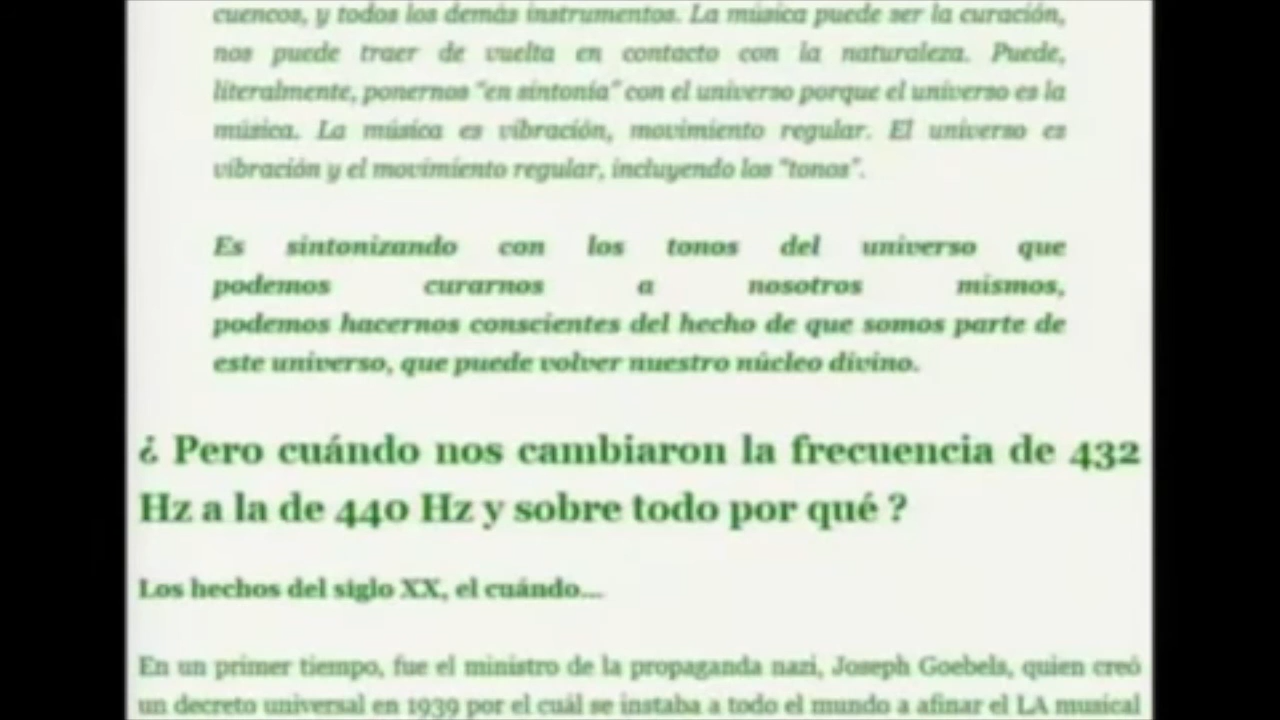 cuencos, y todos los demás instrumentos. La música puede ser la curación,
nos puede traer de vuelta en contacto con la naturaleza. Puede,
literalmente, ponernos "en sintonía" con el universo porque el universo es la
música. La música es vibración, movimiento regular. El universo es
vibración y el movimiento regular, incluyendo los "tonos".
Es sintonizando con los tonos del universo que
podemos curarnos a nosotros mismos,
podemos hacernos conscientes del hecho de que somos parte de
este universo, que puede volver nuestro núcleo divino.
¿ Pero cuándo nos cambiaron la frecuencia de 432
Hz a la de 440 Hz y sobre todo por qué ?
Los hechos del siglo XX, el cuándo...
En un primer tiempo, fue el ministro de la propaganda nazi, Joseph Goebels, quien creó
un decreto universal en 1939 por el cuál se instaba a todo el mundo a afinar el LA musical